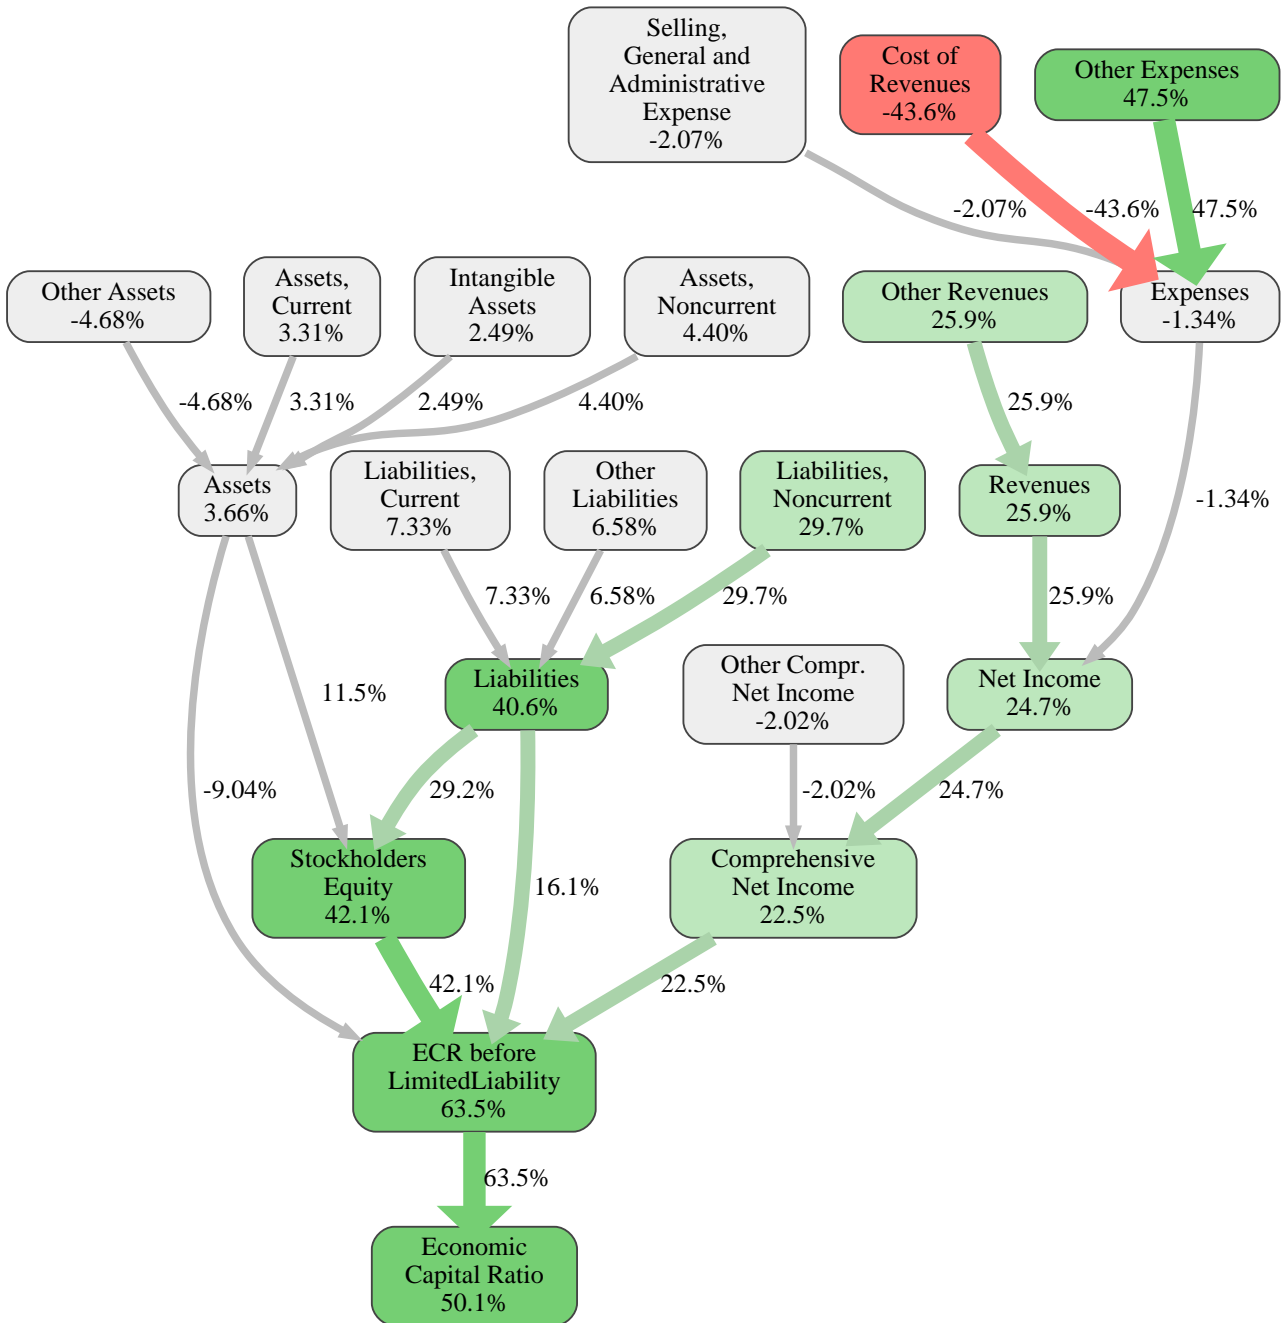 Selling,
General and
Administrative
Expense
-2.07%
Cost of
Revenues
-43.6%
Other Expenses
47.5%
-2.07%
-43.6%
47.5%
Other Assets
-4.68%
Assets,
Current
3.31%
Intangible
Assets
2.49%
Assets,
Noncurrent
4.40%
Other Revenues
25.9%
Expenses
-1.34%
-4.68%
3.31%
2.49%
4.40%
25.9%
Assets
3.66%
Liabilities,
Current
7.33%
Other
Liabilities
6.58%
Liabilities,
Noncurrent
29.7%
Revenues
25.9%
-1.34%
7.33%
6.58%
29.7%
25.9%
Liabilities
40.6%
Other Compr.
Net Income
-2.02%
Net Income
24.7%
11.5%
-9.04%
29.2%
-2.02%
24.7%
Stockholders
Equity
42.1%
16.1%
Comprehensive
Net Income
22.5%
42.1%
22.5%
ECR before
LimitedLiability
63.5%
63.5%
Economic
Capital Ratio
50.1%